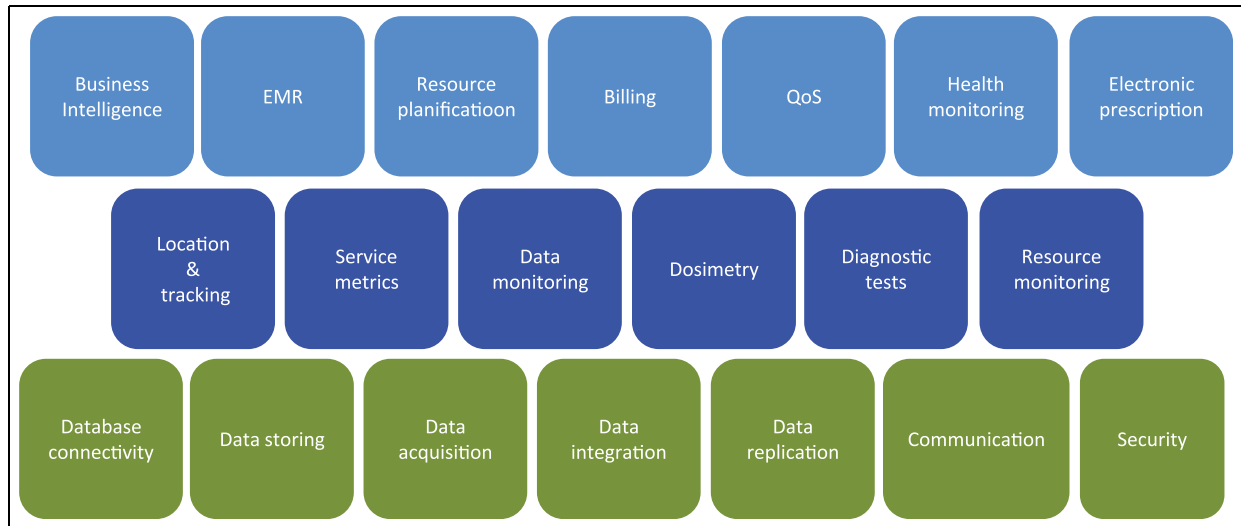 Business
Intelligence
EMR
Resource
planificatioon
Billing
QoS
Health
monitoring
Electronic
prescription
Location
&
tracking
Service
metrics
Data
monitoring
Dosimetry
Diagnostic
tests
Resource
monitoring
Database
connectivity
Data storing
Data
acquisition
Data
integration
Data
replication
Communication
Security